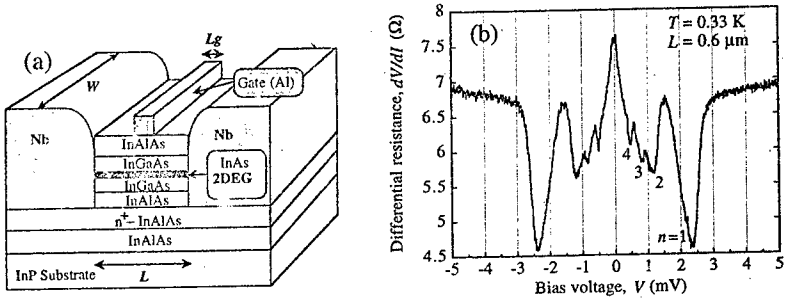 (a)
Lg
W
Gate (Al)
Nb
Nb
InAlAs
InGaAs
InAs
2DEG
InGaAs
InAlAs
n+- InAlAs
InAlAs
InP Substrate
L
(b)
T = 0.33 K
L = 0.6 μm
Differential resistance, dV/dI (Ω)
8
7.5
7
6.5
6
5.5
5
4.5
4
3
2
n = 1
-5 -4 -3 -2 -1 0 1 2 3 4 5
Bias voltage, V (mV)